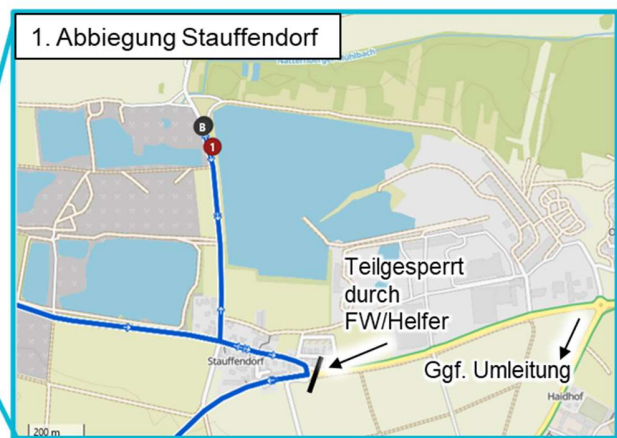 1. Abbiegung Stauffendorf
B
1
Teilgesperrt
durch
FW/Helfer
Stauffendorf
Ggf. Umleitung
Haidhof
200 m